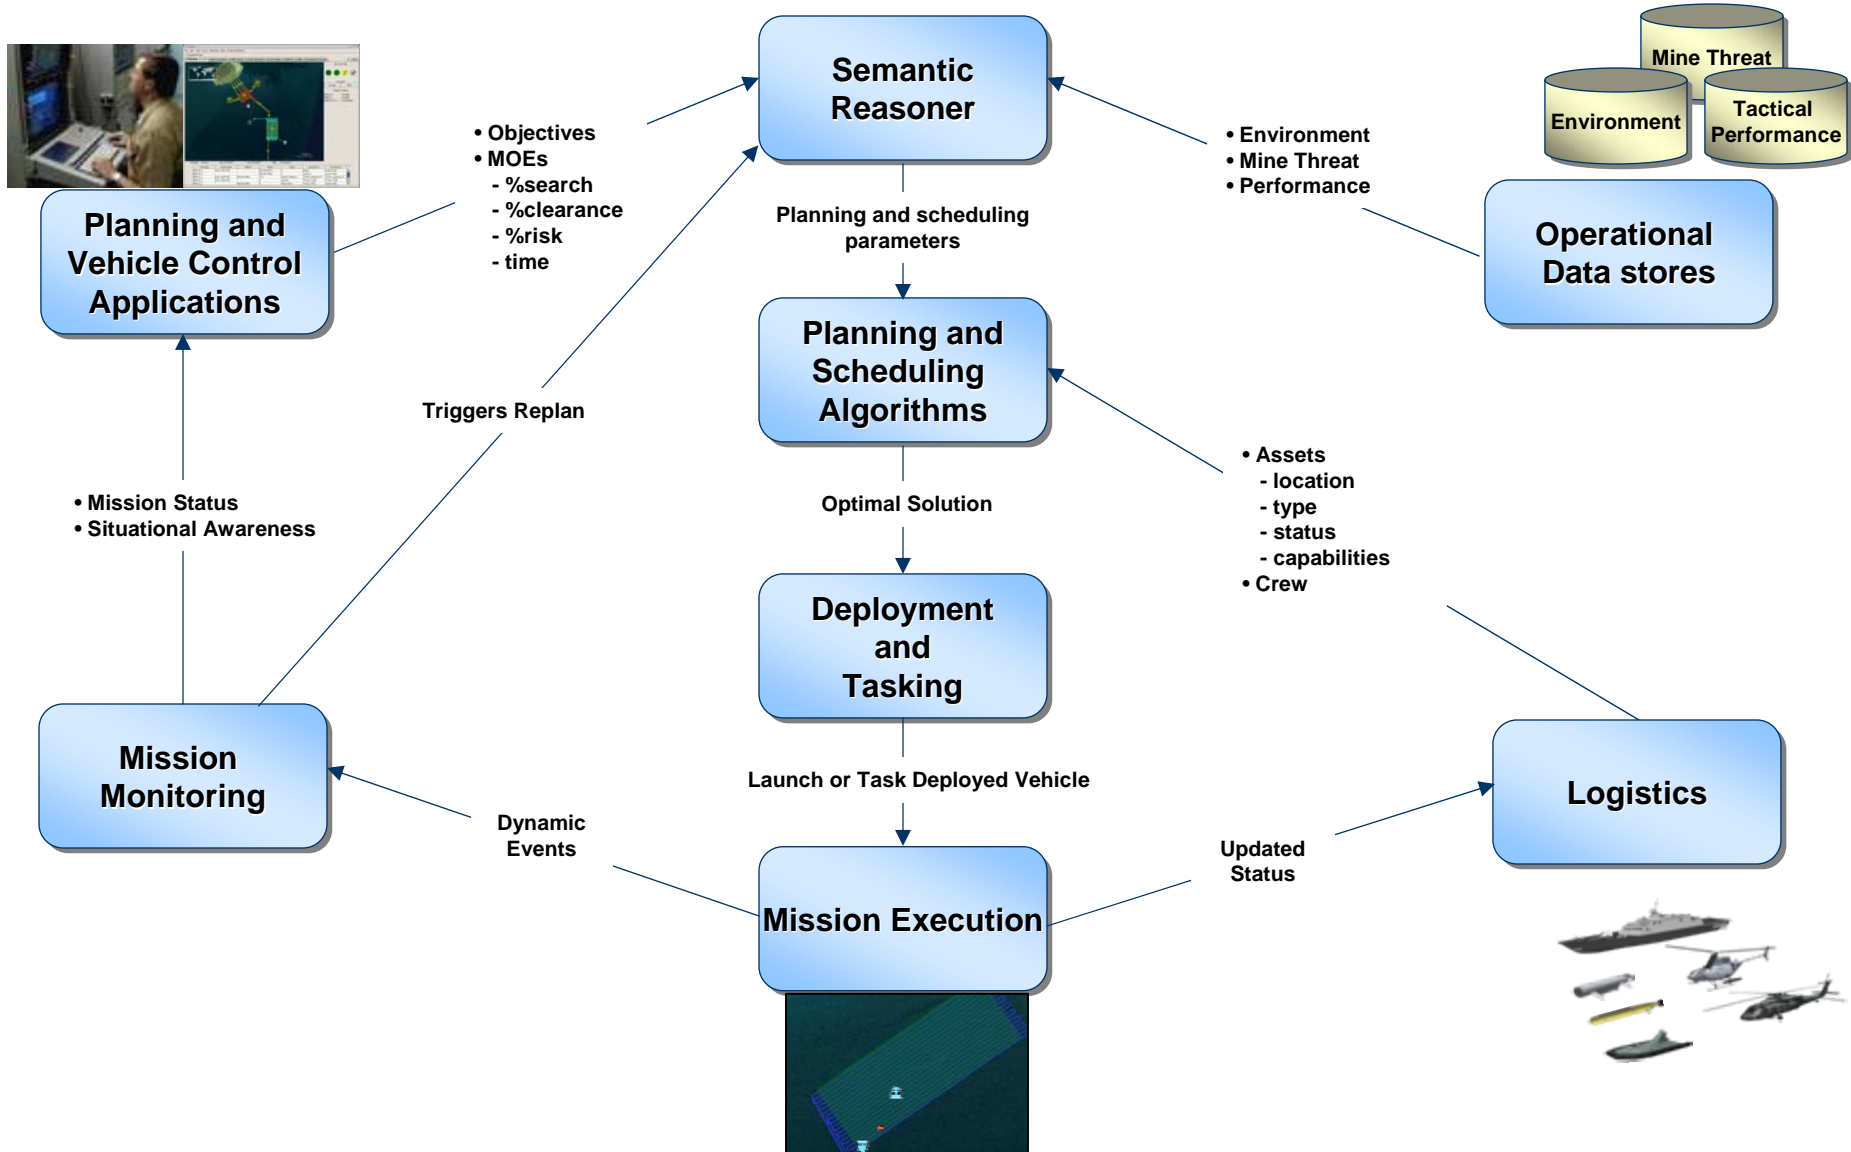 Mine Threat
Environment
Tactical
Performance
Semantic
Reasoner
• Objectives
• MOEs
- %search
- %clearance
- %risk
- time
• Environment
• Mine Threat
• Performance
Planning and
Vehicle Control
Applications
Planning and scheduling
parameters
Operational
Data stores
Planning and
Scheduling
Algorithms
Triggers Replan
• Assets
- location
- type
- status
- capabilities
• Crew
• Mission Status
• Situational Awareness
Optimal Solution
Deployment
and
Tasking
Mission
Monitoring
Launch or Task Deployed Vehicle
Logistics
Dynamic
Events
Updated
Status
Mission Execution